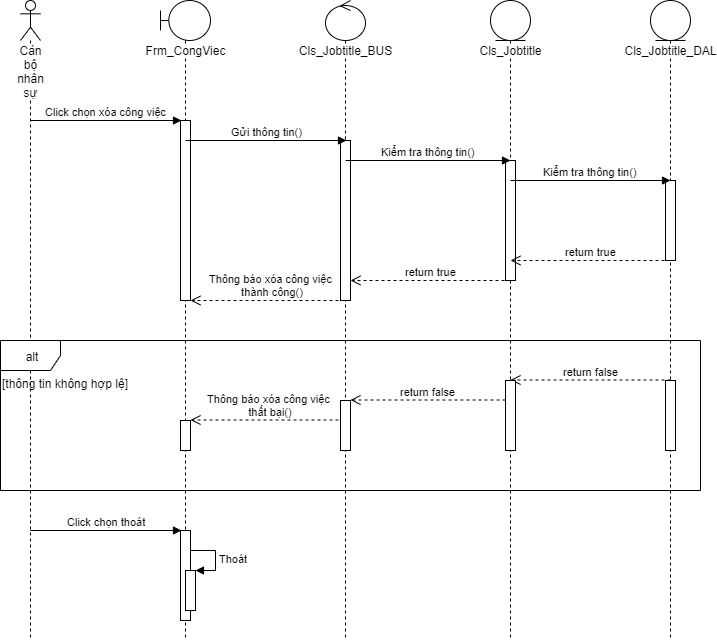 Cán
bộ
nhân
sự
Frm_CongViec
Cls_Jobtitle_BUS
Cls_Jobtitle
Cls_Jobtitle_DAL
Click chọn xóa công việc
Gửi thông tin()
Kiểm tra thông tin()
Kiểm tra thông tin()
return true
return true
Thông báo xóa công việc
thành công()
alt
[thông tin không hợp lệ]
return false
return false
Thông báo xóa công việc
thất bại()
Click chọn thoát
Thoát